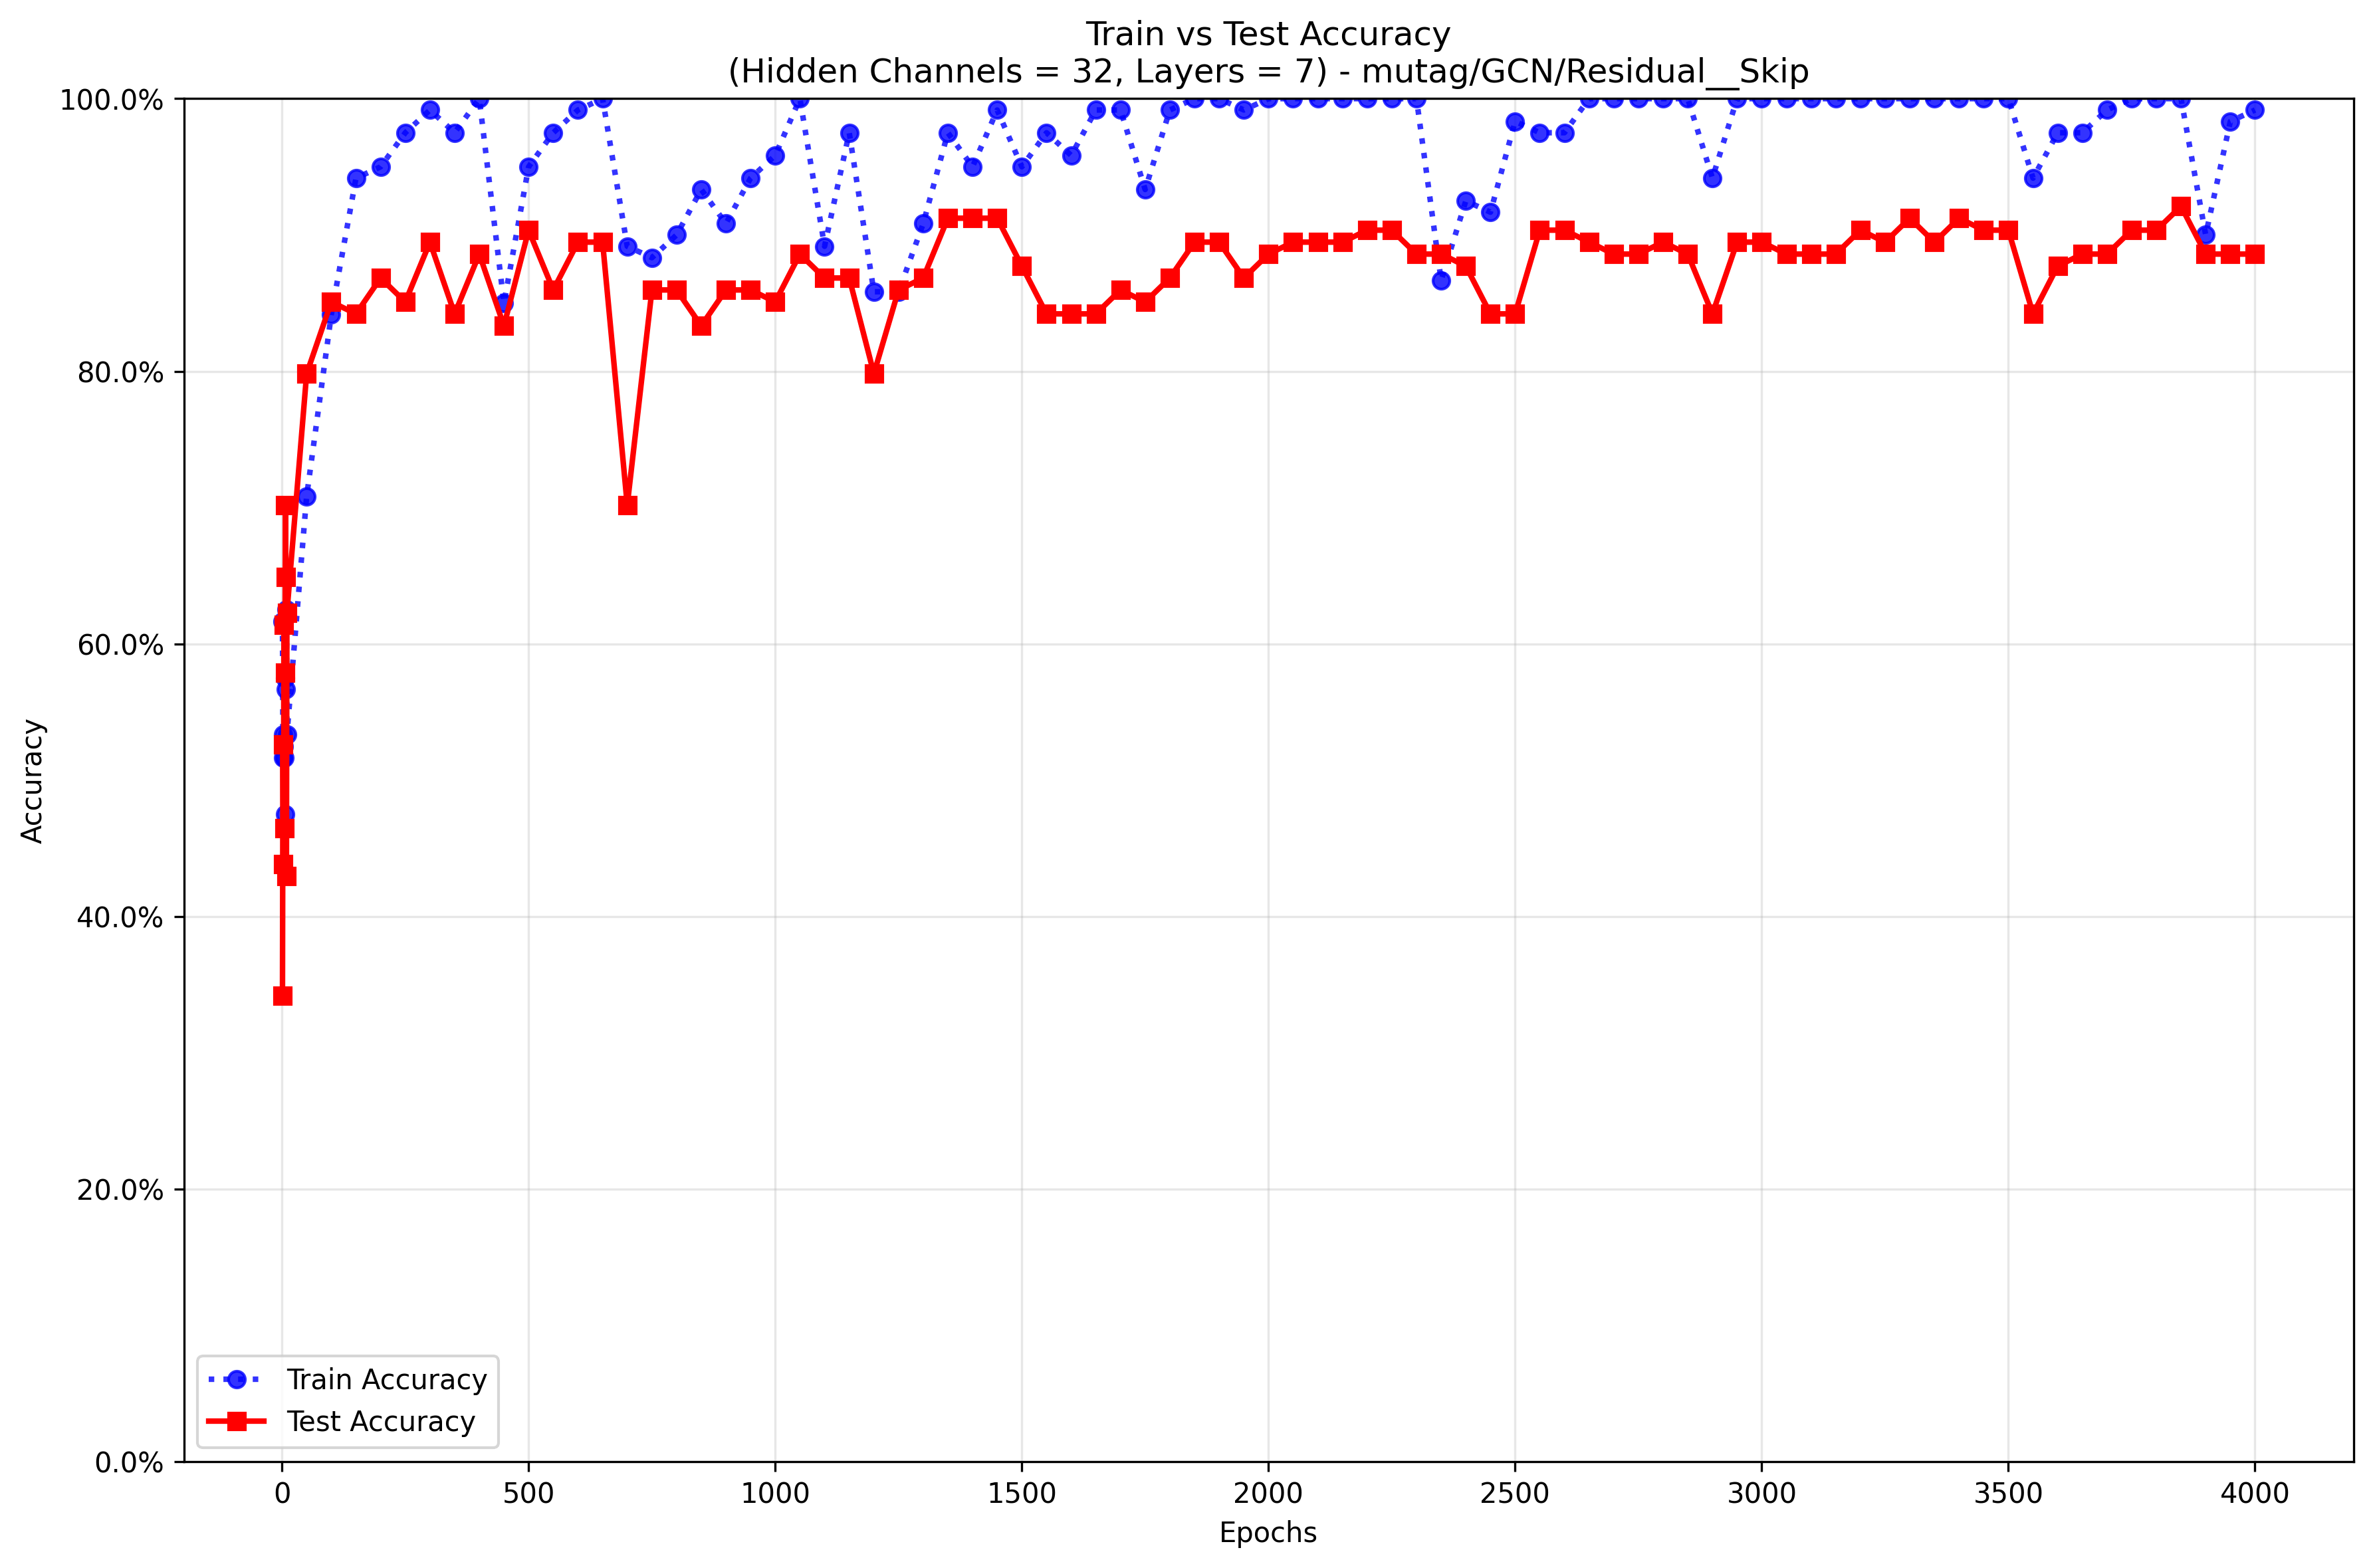 Train vs Test Accuracy
(Hidden Channels = 32, Layers = 7) - mutag/GCN/Residual__Skip
100.0%
80.0%
60.0%
40.0%
20.0%
0.0%
Accuracy
Train Accuracy
Test Accuracy
0 500 1000 1500 2000 2500 3000 3500 4000
Epochs